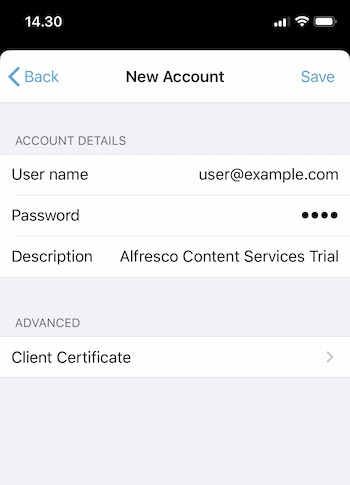 14.30
Back New Account Save
ACCOUNT DETAILS
User name user@example.com
Password ••••
Description Alfresco Content Services Trial
ADVANCED
Client Certificate